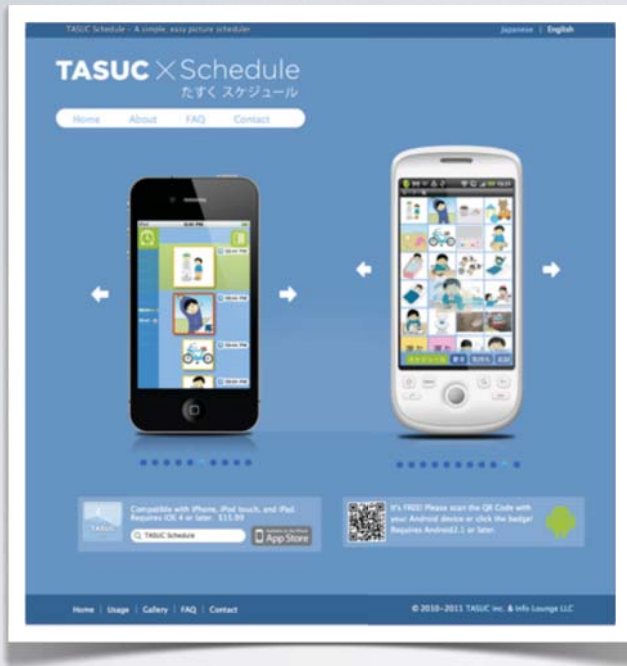 TASUC Schedule – A simple, easy picture scheduler
Japanese | English
TASUC × Schedule
たすく スケジュール
Home About FAQ Contact
Compatible with iPhone, iPod touch, and iPad.
Requires iOS 4 or later. $15.99
TASUC
TASUC Schedule
App Store
It's FREE! Please scan the QR Code with
your Android device or click the badge!
Requires Android2.1 or later.
Home | Usage | Gallery | FAQ | Contact
© 2010-2011 TASUC Inc. & Info Lounge LLC